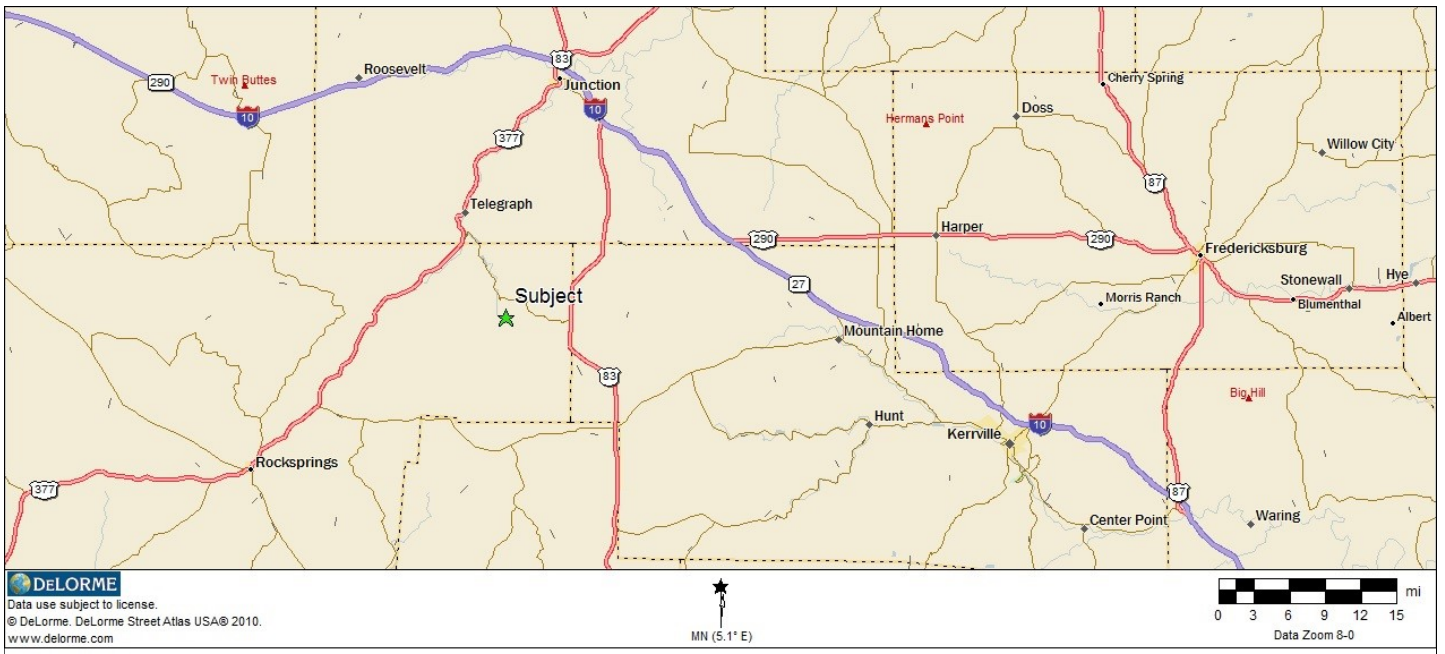 83
Roosevelt
Twin Buttes
290
Junction
Cherry Spring
10
10
Doss
Hermans Point
377
Willow City
87
Telegraph
Harper
290
290
Fredericksburg
Stonewall
Hye
27
Subject
Morris Ranch
Blumenthal
Albert
Mountain Home
83
Big Hill
Hunt
10
Kerrville
Rocksprings
377
87
Center Point
Waring
DELORME
Data use subject to license.
© DeLorme. DeLorme Street Atlas USA® 2010.
www.delorme.com
MN (5.1° E)
mi
0 3 6 9 12 15
Data Zoom 8-0